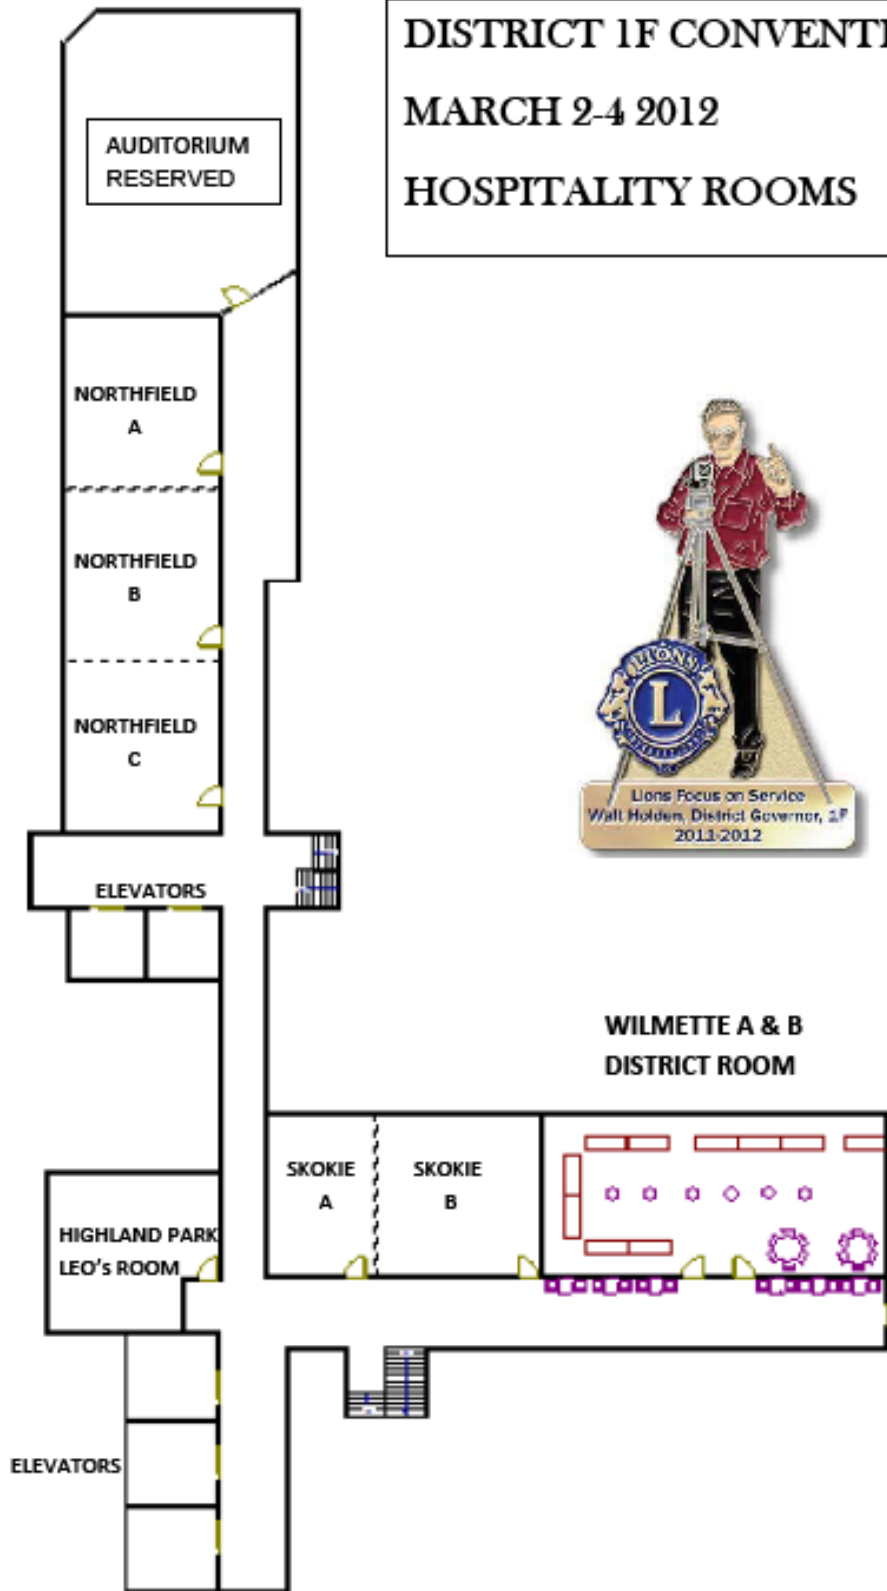 DISTRICT 1F
MARCH 2-4 2012
HOSPITALITY ROOMS
AUDITORIUM
RESERVED
NORTHFIELD
A
NORTHFIELD
B
NORTHFIELD
C
LIONS
L
Lions Focus on Service
Walt Holden, District Governor, 1F
2011-2012
ELEVATORS
WILMETTE A & B
DISTRICT ROOM
SKOKIE
A
SKOKIE
B
HIGHLAND PARK
LEO's ROOM
ELEVATORS